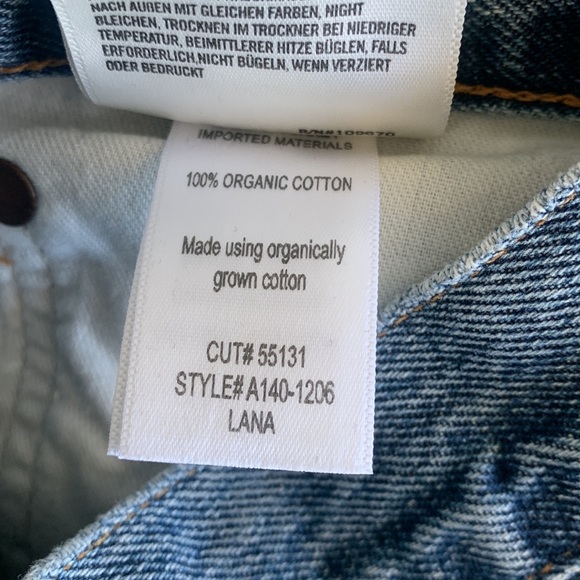 NACH AUßEN MIT GLEICHEN FARBEN, NIGHT
BLEICHEN, TROCKNEN IM TROCKNER BEI NIEDRIGER
TEMPERATUR, BEIMITTLERER HITZE BÜGLEN, FALLS
ERFORDERLICH,NICHT BÜGELN, WENN VERZIERT
ODER BEDRUCKT
IMPORTED MATERIALS
100% ORGANIC COTTON
Made using organically
grown cotton
CUT# 55131
STYLE# A140-1206
LANA